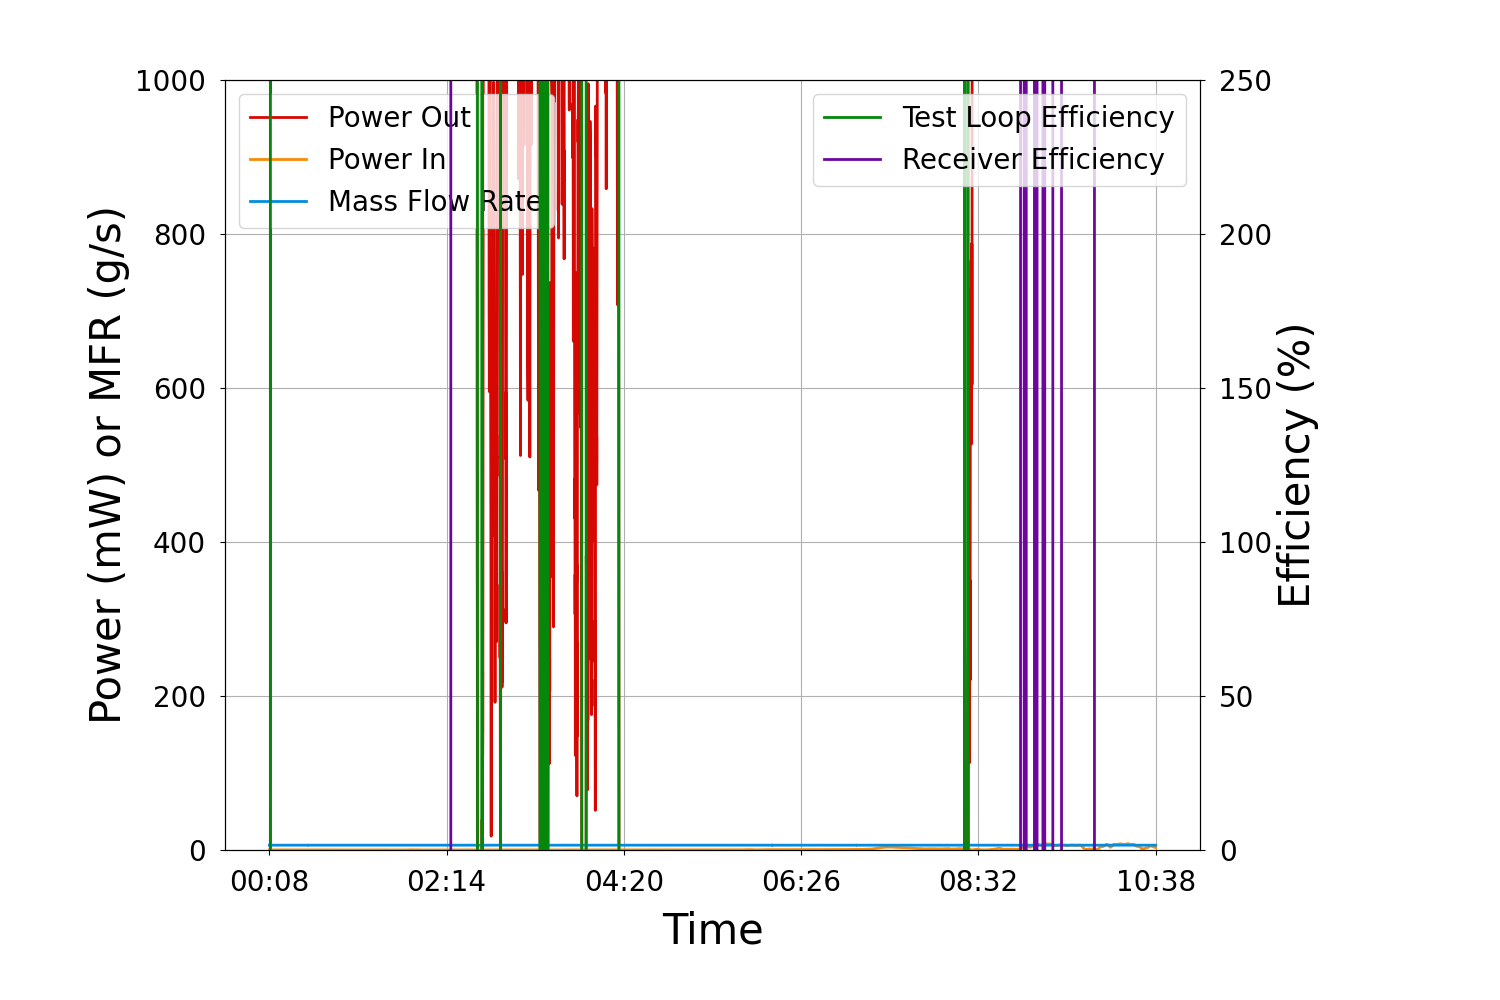 Power (mW) or MFR (g/s)
1000
800
600
400
200
0
Power Out
Power In
Mass Flow Rate
Test Loop Efficiency
Receiver Efficiency
250
200
150
100
50
0
Efficiency (%)
00:08 02:14 04:20 06:26 08:32 10:38
Time